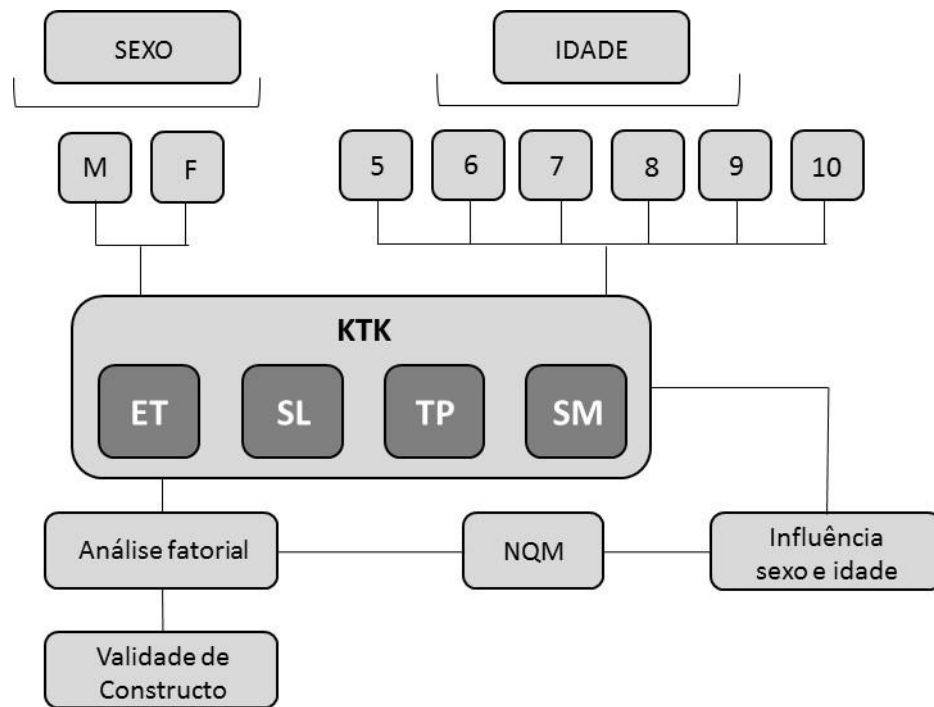 SEXO
IDADE
M
F
5
6
7
8
9
10
KTK
ET
SL
TP
SM
Análise fatorial
NQM
Influência
sexo e idade
Validade de
Constructo